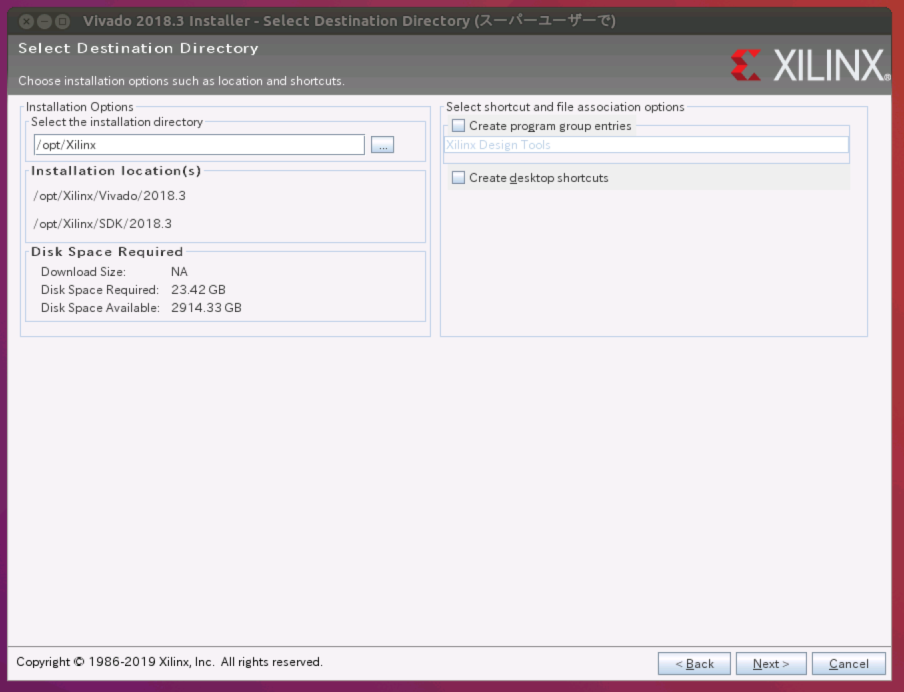 Vivado 2018.3 Installer - Select Destination Directory (スーパーユーザーで)
Select Destination Directory
Choose installation options such as location and shortcuts.
XILINX®
Installation Options
Select the installation directory
/opt/Xilinx
...
Installation location(s)
/opt/Xilinx/Vivado/2018.3
/opt/Xilinx/SDK/2018.3
Disk Space Required
Download Size: NA
Disk Space Required: 23.42 GB
Disk Space Available: 2914.33 GB
Select shortcut and file association options
Create program group entries
Xilinx Design Tools
Create desktop shortcuts
Copyright © 1986-2019 Xilinx, Inc. All rights reserved.
< Back
Next >
Cancel